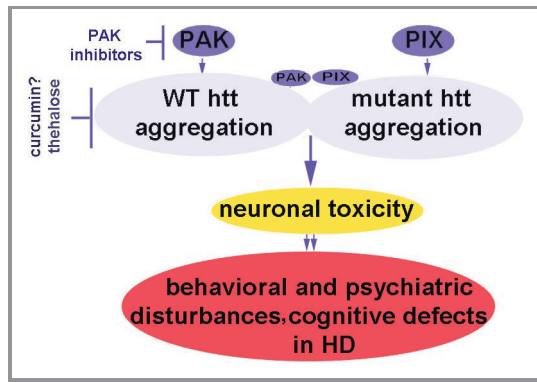 PAK
inhibitors
PAK
PIX
curcumin?
thehalose
PAK PIX
WT htt
aggregation
mutant htt
aggregation
neuronal toxicity
behavioral and psychiatric
disturbances,cognitive defects
in HD